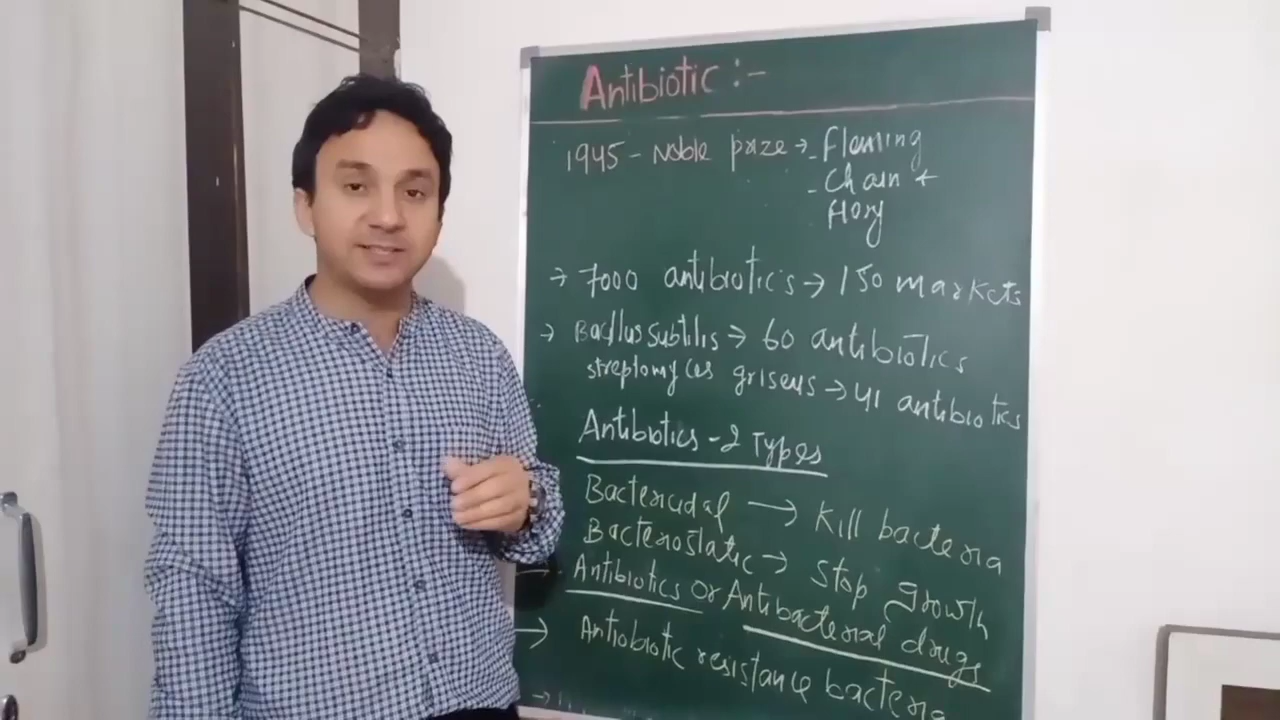 Antibiotic :-
1945 - Noble prize → - Fleming
- Chain +
Flory
→ 7000 antibiotics → 150 markets
→ Bacillus subtilis → 60 antibiotics
streptomyces griseus → 41 antibiotics
Antibiotics - 2 Types
Bactericidal → Kill bacteria
Bacteriostatic → Stop growth
Antibiotics or Antibacterial drugs
→ Antiobiotic resistance bacteria